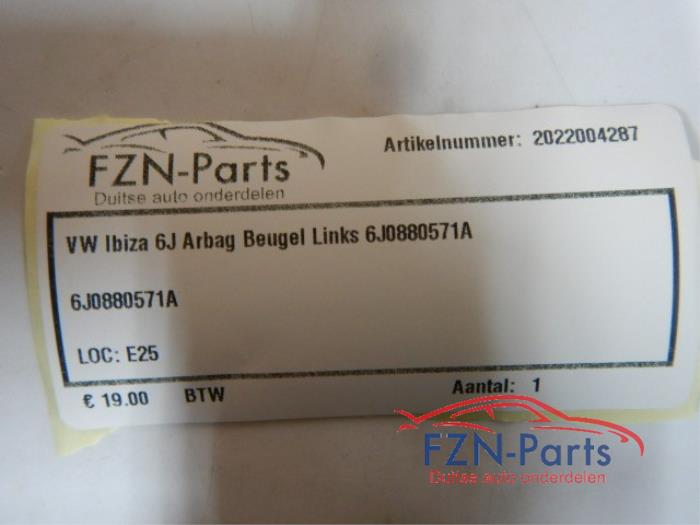 FZN-Parts
Duitse auto onderdelen
Artikelnummer: 2022004287
VW Ibiza 6J Arbag Beugel Links 6J0880571A
6J0880571A
LOC: E25
€ 19.00 BTW Aantal: 1
FZN-Parts
Duitse auto onderdelen